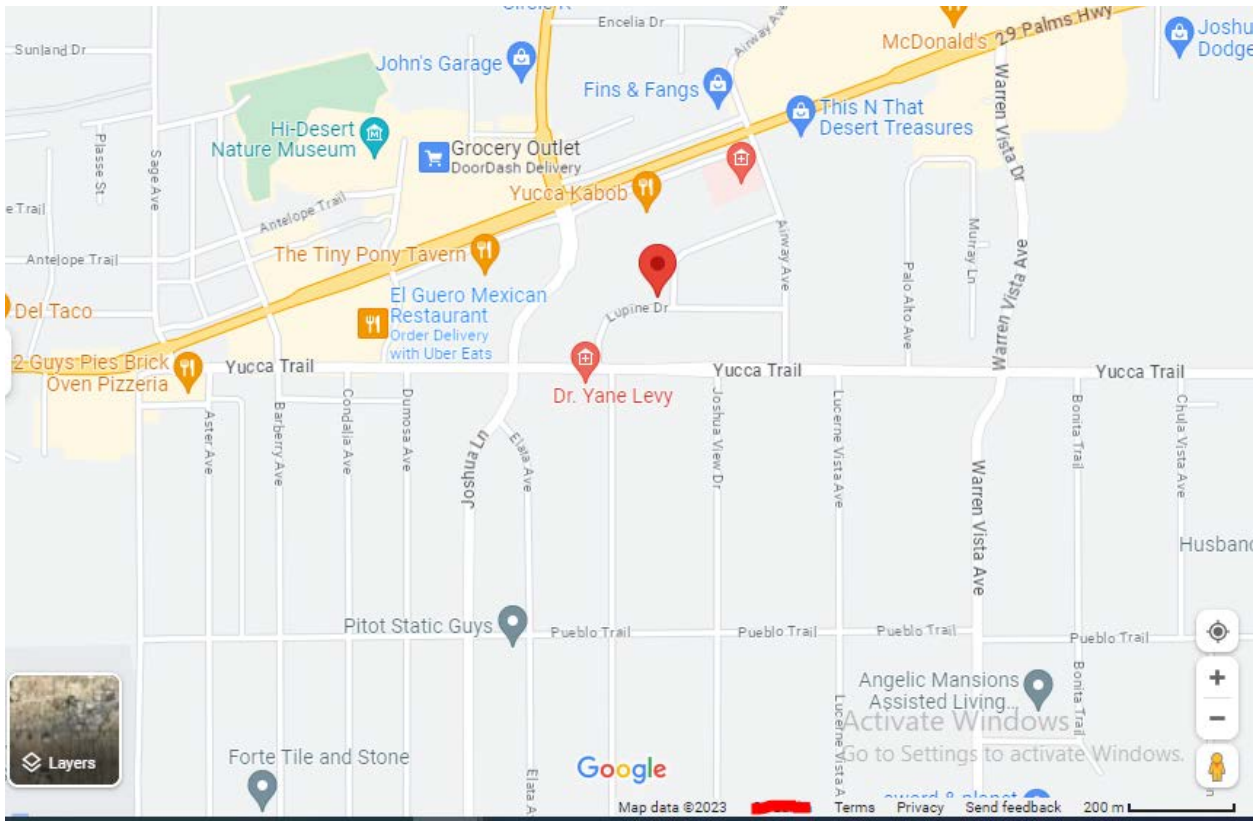 Circle K
Encelia Dr
Airway Ave
McDonald's
29 Palms Hwy
Joshu
Dodge
Sunland Dr
John's Garage
Fins & Fangs
This N That
Desert Treasures
Warren Vista Dr
Hi-Desert
Nature Museum
Grocery Outlet
DoorDash Delivery
Plasse St.
Sage Ave
Yucca Kabob
e Trail
Antelope Trail
Antelope Trail
The Tiny Pony Tavern
Airway Ave
Murray Ln
Palo Alto Ave
Warren Vista Ave
Del Taco
El Guero Mexican
Restaurant
Order Delivery
with Uber Eats
Lupine Dr
2 Guys Pies Brick
Oven Pizzeria
Yucca Trail
Yucca Trail
Yucca Trail
Dr. Yane Levy
Aster Ave
Barberry Ave
Condalia Ave
Dumosa Ave
Joshua Ln
Elata Ave
Joshua View Dr
Lucerne Vista Ave
Warren Vista Ave
Bonita Trail
Chula Vista Ave
Husband
Pitot Static Guys
Pueblo Trail
Pueblo Trail
Pueblo Trail
Pueblo Trail
Angelic Mansions
Assisted Living...
Bonita Trail
Activate Windows
Go to Settings to activate Windows.
Lucerne Vista A
Layers
Forte Tile and Stone
Elata A
Google
Map data ©2023
Terms
Privacy
Send feedback
200 m